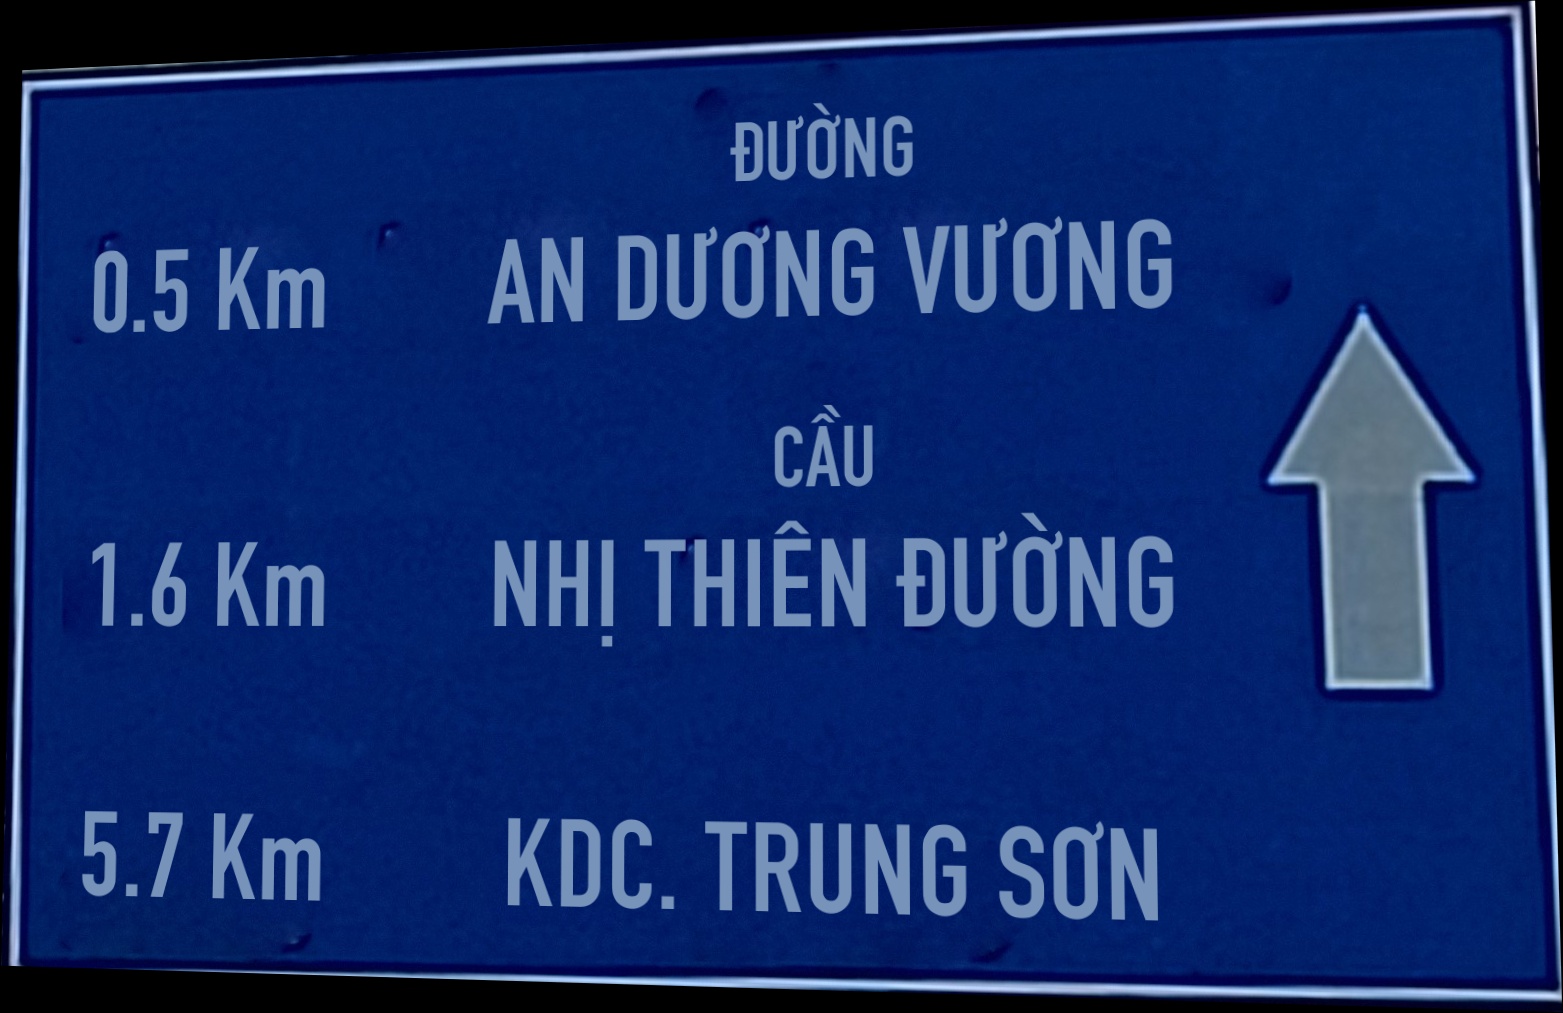 ĐƯỜNG
0.5 Km AN DƯƠNG VƯƠNG
CẦU
1.6 Km NHỊ THIÊN ĐƯỜNG
5.7 Km KDC. TRUNG SƠN